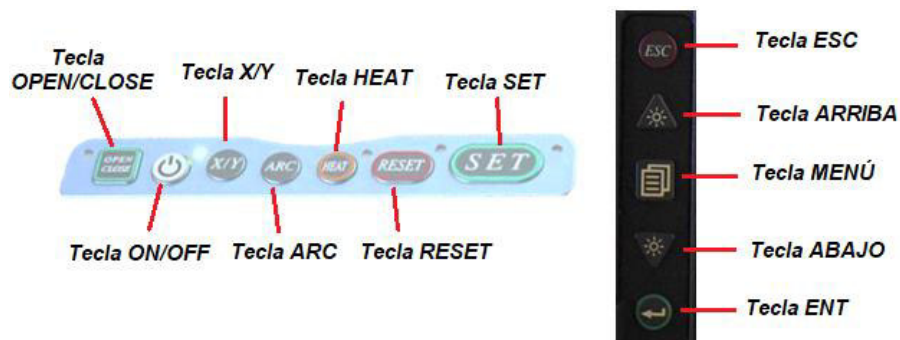 Tecla
OPEN/CLOSE
Tecla X/Y
Tecla HEAT
Tecla SET
OPEN
CLOSE
X/Y
ARC
HEAT
RESET
SET
Tecla ON/OFF
Tecla ARC
Tecla RESET
ESC
Tecla ESC
Tecla ARRIBA
Tecla MENÚ
Tecla ABAJO
Tecla ENT